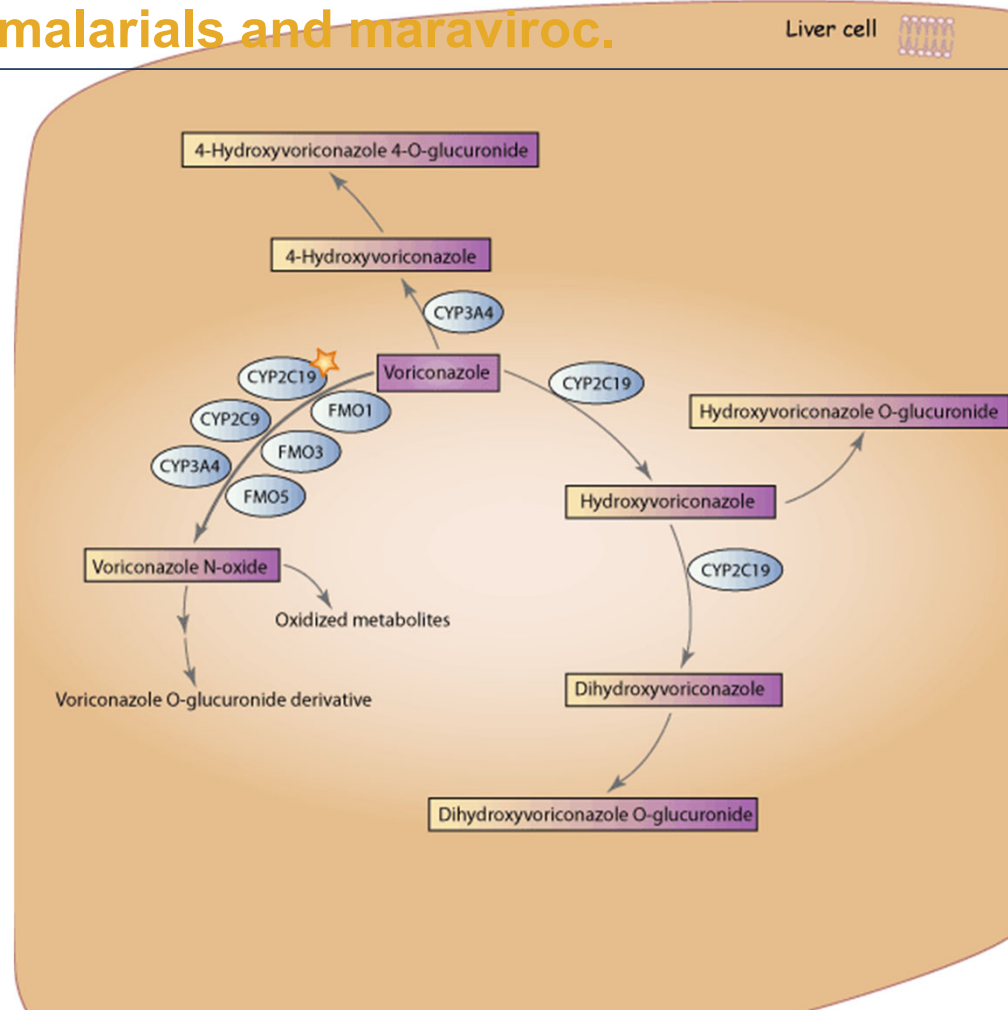 malarials and maraviroc.
Liver cell
4-Hydroxyvoriconazole 4-O-glucuronide
4-Hydroxyvoriconazole
CYP3A4
Voriconazole
CYP2C19
CYP2C19
FMO1
Hydroxyvoriconazole O-glucuronide
CYP2C9
FMO3
CYP3A4
FMO5
Hydroxyvoriconazole
Voriconazole N-oxide
CYP2C19
Oxidized metabolites
Dihydroxyvoriconazole
Voriconazole O-glucuronide derivative
Dihydroxyvoriconazole O-glucuronide